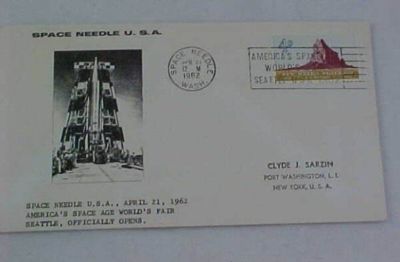 SPACE NEEDLE U.S.A.
SPACE NEEDLE
1962
WASH.
AMERICA'S SPACE
WORLD'S
SEATTLE
CLYDE J. SARZIN
PORT WASHINGTON, L. I.
NEW YORK, U. S. A.
SPACE NEEDLE U.S.A., APRIL 21, 1962
AMERICA'S SPACE AGE WORLD'S FAIR
SEATTLE, OFFICIALLY OPENS.